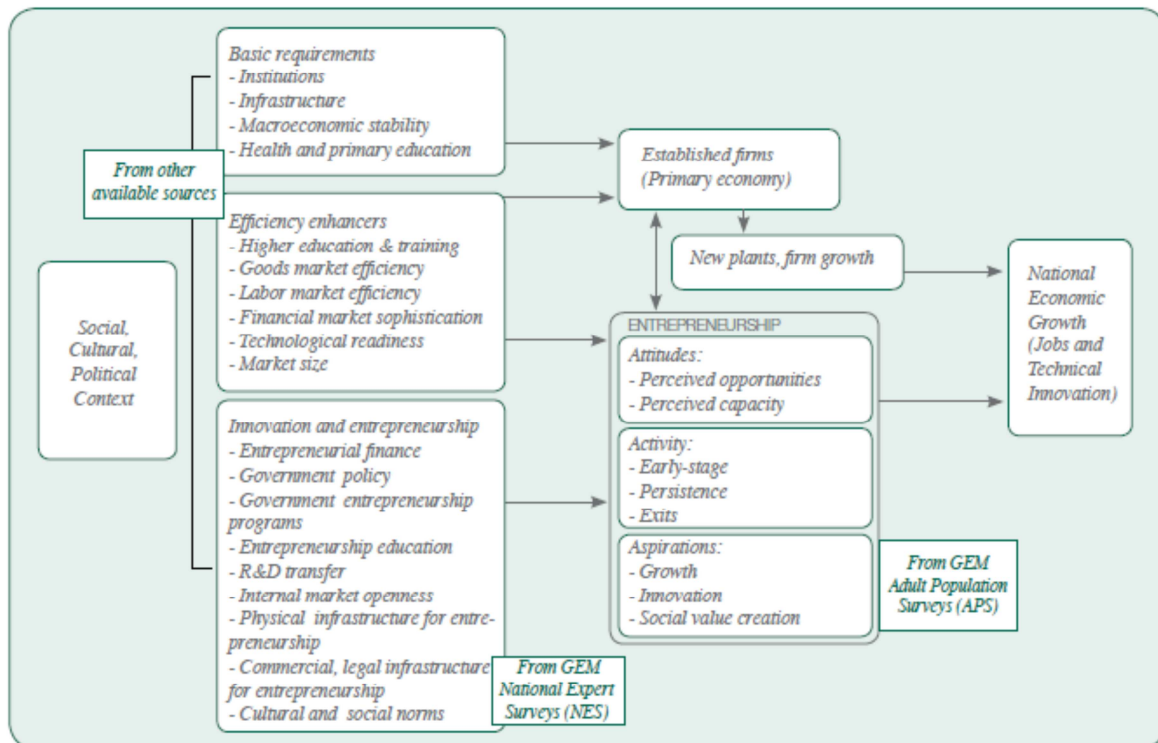 Basic requirements
- Institutions
- Infrastructure
- Macroeconomic stability
- Health and primary education
From other
available sources
Efficiency enhancers
- Higher education & training
- Goods market efficiency
- Labor market efficiency
- Financial market sophistication
- Technological readiness
- Market size
Social,
Cultural,
Political
Context
Innovation and entrepreneurship
- Entrepreneurial finance
- Government policy
- Government entrepreneurship
programs
- Entrepreneurship education
- R&D transfer
- Internal market openness
- Physical infrastructure for entre-
preneurship
- Commercial, legal infrastructure
for entrepreneurship
- Cultural and social norms
From GEM
National Expert
Surveys (NES)
Established firms
(Primary economy)
New plants, firm growth
ENTREPRENEURSHIP
Attitudes:
- Perceived opportunities
- Perceived capacity
Activity:
- Early-stage
- Persistence
- Exits
Aspirations:
- Growth
- Innovation
- Social value creation
From GEM
Adult Population
Surveys (APS)
National
Economic
Growth
(Jobs and
Technical
Innovation)